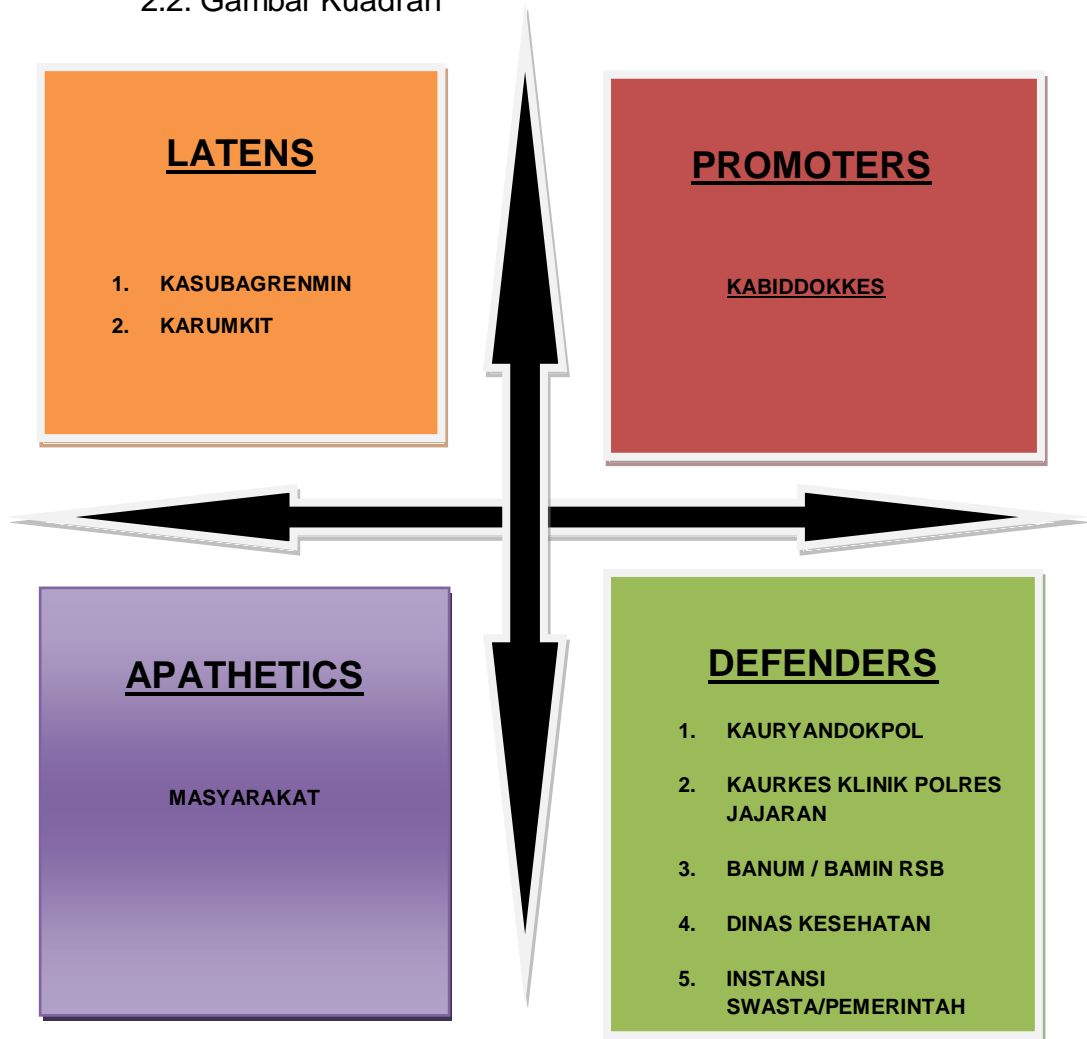 2.2. Gambar Kuadran
LATENS
1. KASUBAGRENMIN
2. KARUMKIT
PROMOTERS
KABIDDOKKES
APATHETICS
MASYARAKAT
DEFENDERS
1. KAURYANDOKPOL
2. KAURKES KLINIK POLRES
JAJARAN
3. BANUM / BAMIN RSB
4. DINAS KESEHATAN
5. INSTANSI
SWASTA/PEMERINTAH